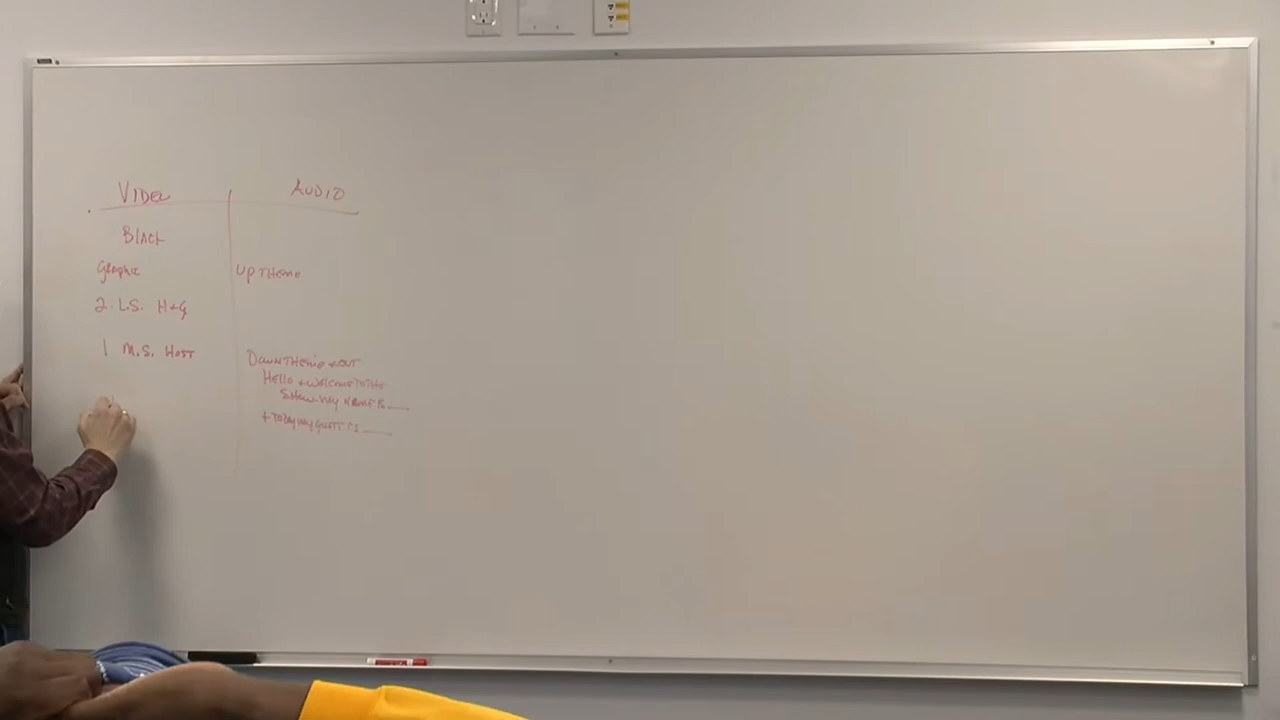 VIDEO AUDIO
BLACK
Graphic UP THEME
2. L.S. H+G
1 M.S. HOST
DOWN THEME + OUT
HELLO + WELCOME TO THE
SHOW. MY NAME IS
+ TODAY MY GUEST IS